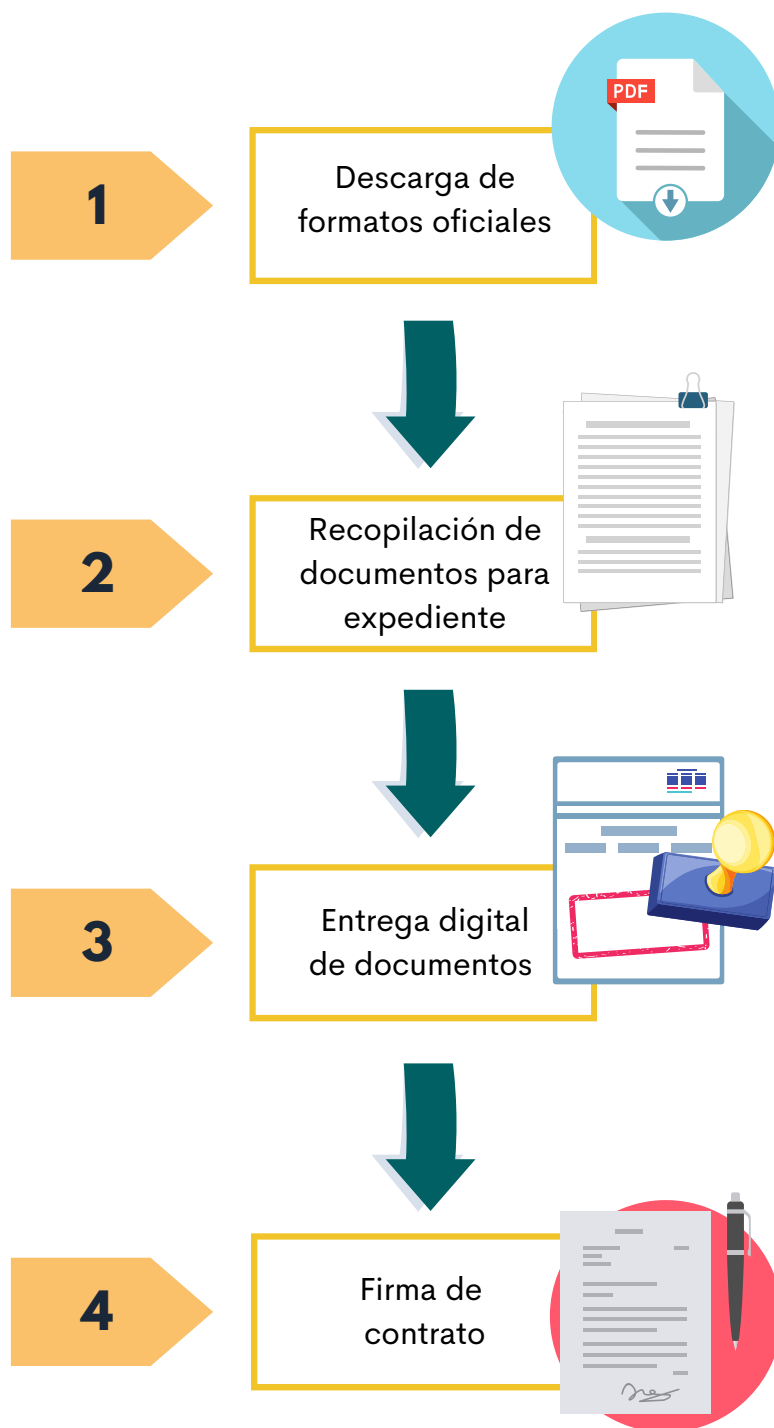 1
Descarga de
formatos oficiales
PDF
2
Recopilación de
documentos para
expediente
3
Entrega digital
de documentos
4
Firma de
contrato